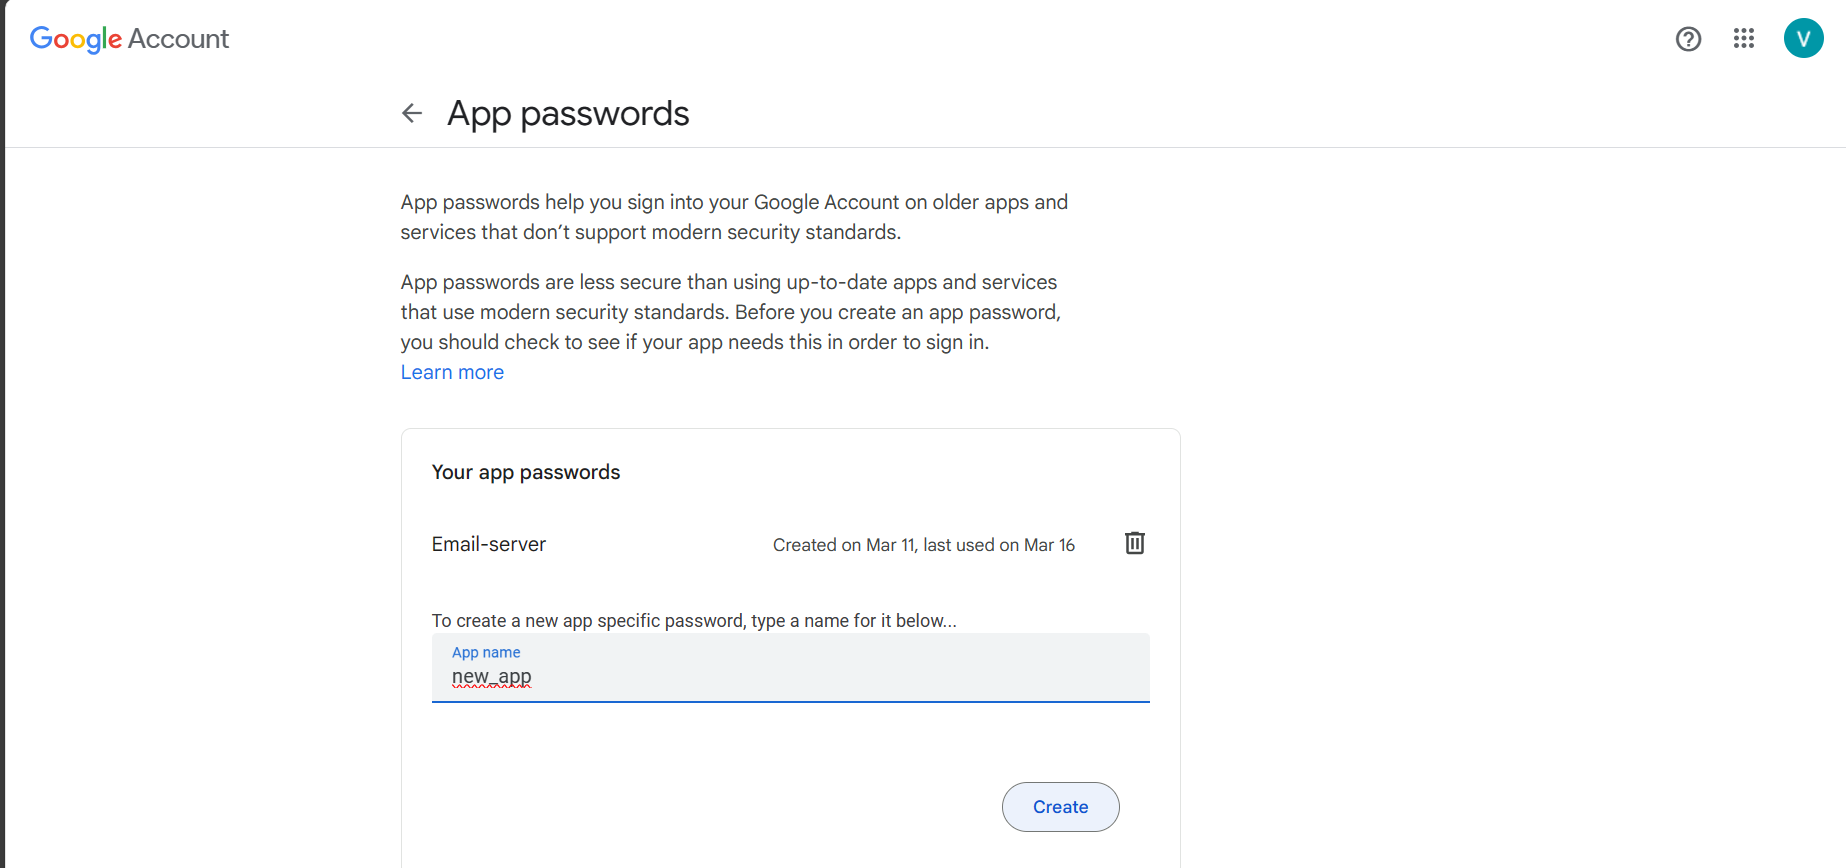 Google Account
V
App passwords
App passwords help you sign into your Google Account on older apps and
services that don’t support modern security standards.
App passwords are less secure than using up-to-date apps and services
that use modern security standards. Before you create an app password,
you should check to see if your app needs this in order to sign in.
Learn more
Your app passwords
Email-server Created on Mar 11, last used on Mar 16
To create a new app specific password, type a name for it below...
App name
new_app
Create